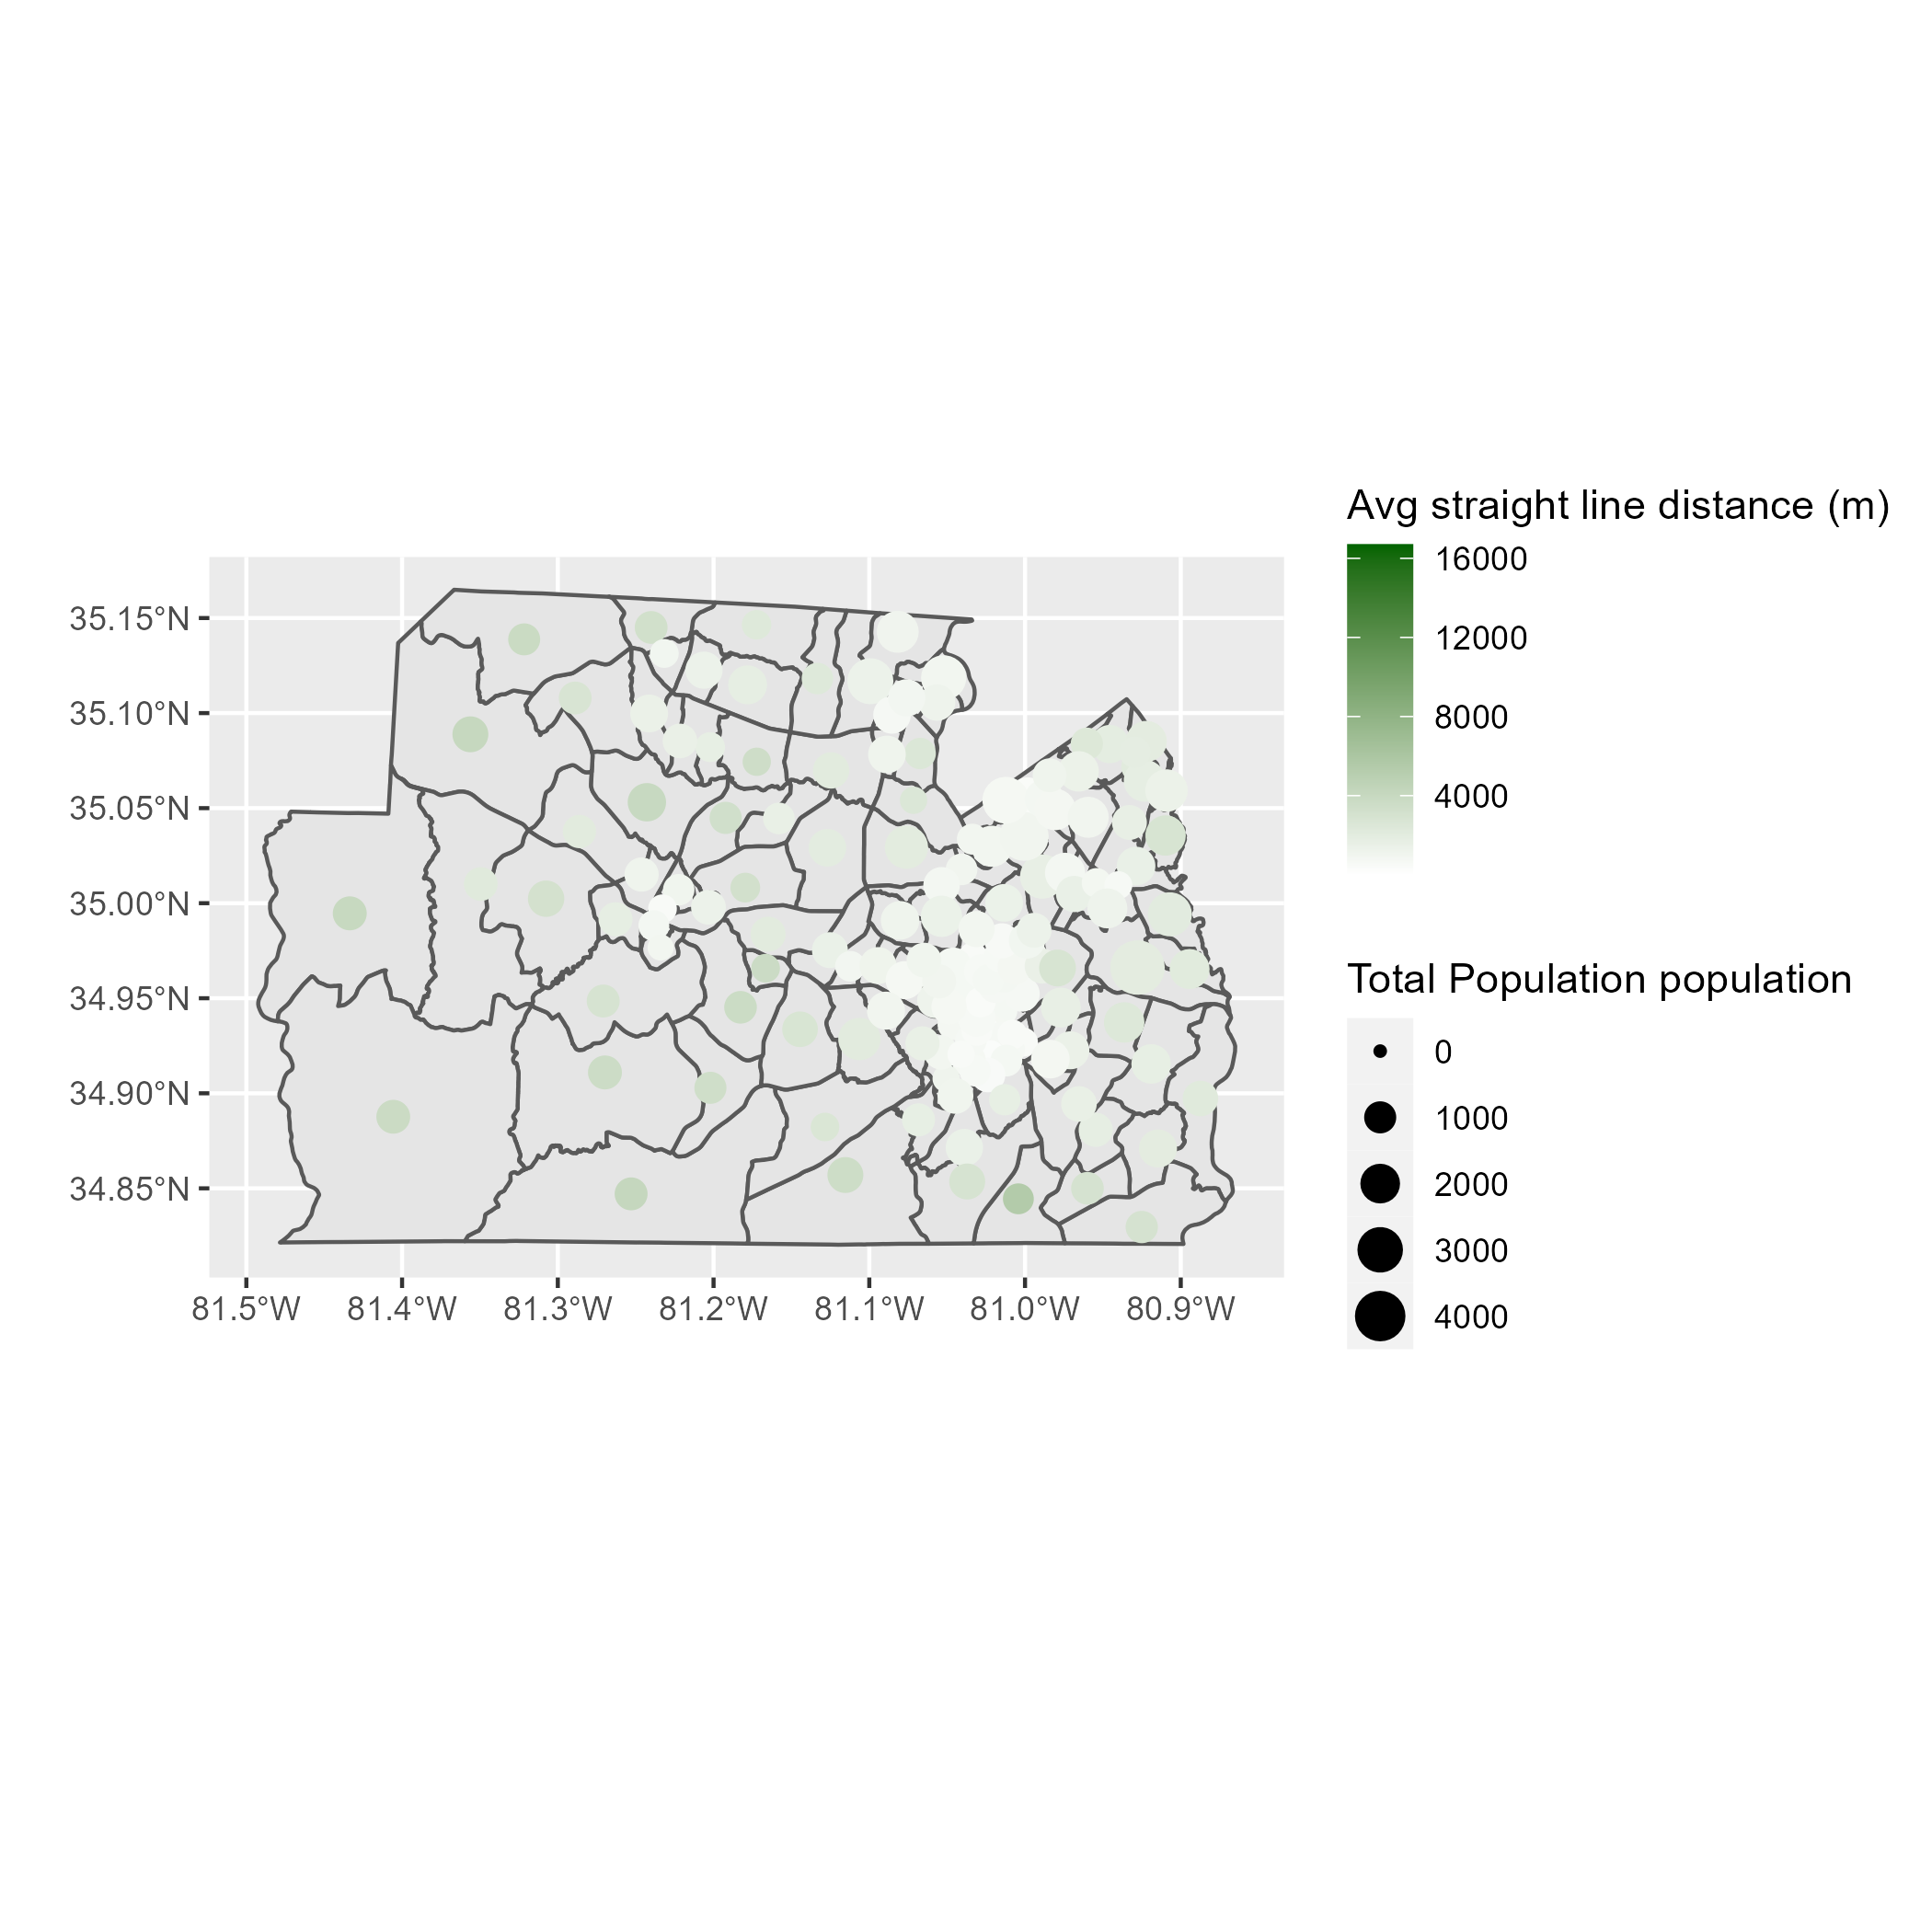 Avg straight line distance (m)
16000
12000
8000
4000
35.15°N
35.10°N
35.05°N
35.00°N
34.95°N
34.90°N
34.85°N
81.5°W 81.4°W 81.3°W 81.2°W 81.1°W 81.0°W 80.9°W
Total Population population
0
1000
2000
3000
4000